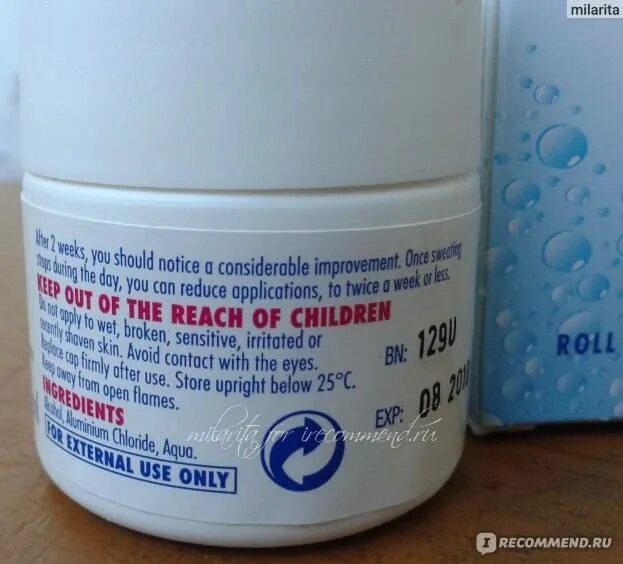 milarita
After 2 weeks, you should notice a considerable improvement. Once sweating
stops during the day, you can reduce applications, to twice a week or less.
KEEP OUT OF THE REACH OF CHILDREN
Do not apply to wet, broken, sensitive, irritated or
recently shaven skin. Avoid contact with the eyes.
Replace cap firmly after use. Store upright below 25°C.
Keep away from open flames.
INGREDIENTS
Alcohol, Aluminium Chloride, Aqua.
FOR EXTERNAL USE ONLY
BN: 129U
EXP: 08
ROLL
milarita for irecommend.ru
IRECOMMEND.RU